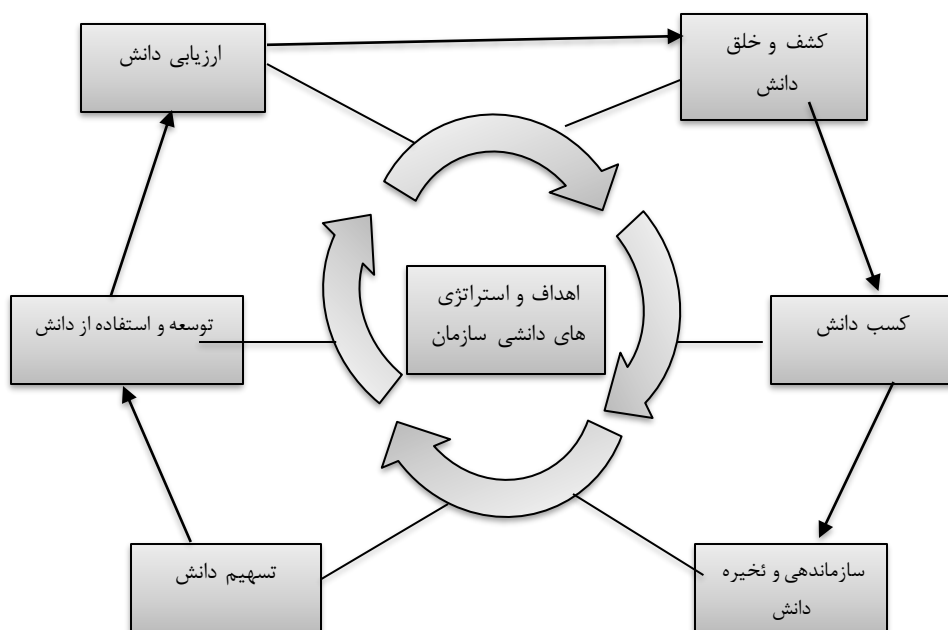 ارزیابی دانش
کشف و خلق
دانش
اهداف و استراتژی
های دانشی سازمان
توسعه و استفاده از دانش
کسب دانش
تسهیم دانش
سازماندهی و ئخیره
دانش